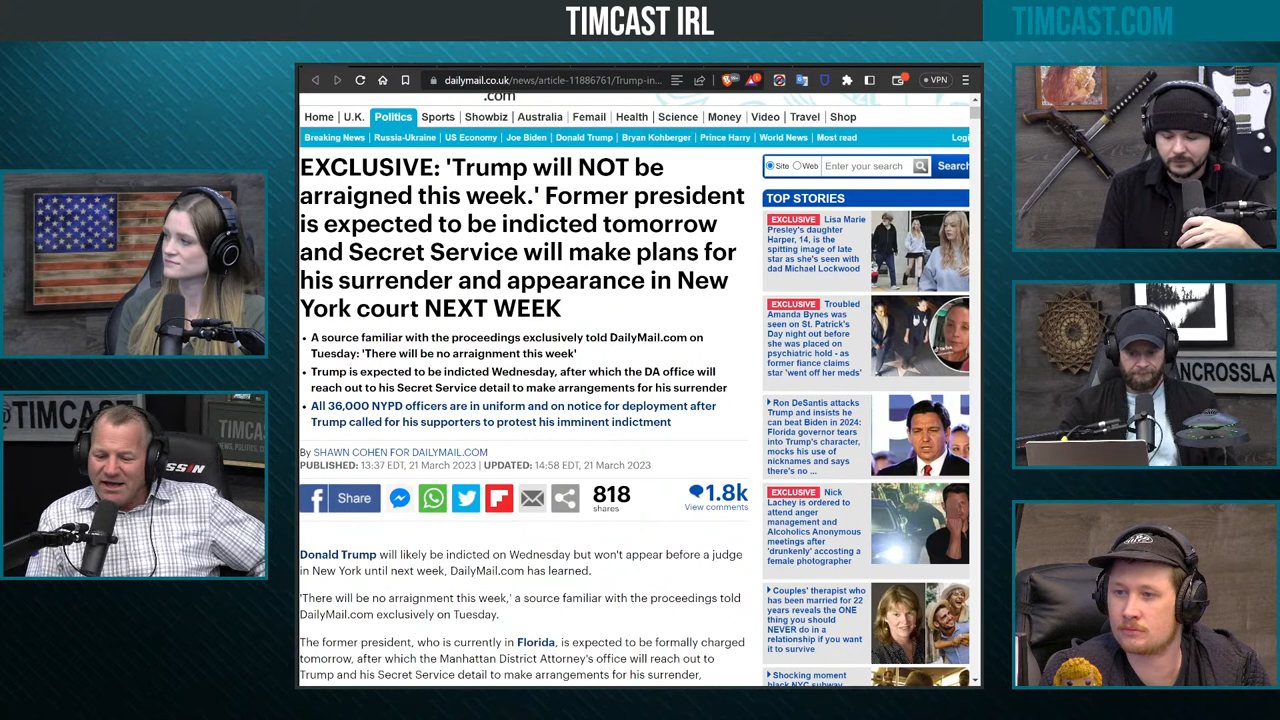 TIMCAST IRL
TIMCAST.COM
dailymail.co.uk/news/article-11886761/Trump-in...
VPN
.com
Home | U.K. Politics Sports | Showbiz | Australia | Femail | Health | Science | Money | Video | Travel | Shop
Breaking News | Russia-Ukraine | US Economy | Joe Biden | Donald Trump | Bryan Kohberger | Prince Harry | World News | Most read
Logi
EXCLUSIVE: 'Trump will NOT be
arraigned this week.' Former president
is expected to be indicted tomorrow
and Secret Service will make plans for
his surrender and appearance in New
York court NEXT WEEK
• A source familiar with the proceedings exclusively told DailyMail.com on
Tuesday: 'There will be no arraignment this week'
• Trump is expected to be indicted Wednesday, after which the DA office will
reach out to his Secret Service detail to make arrangements for his surrender
• All 36,000 NYPD officers are in uniform and on notice for deployment after
Trump called for his supporters to protest his imminent indictment
By SHAWN COHEN FOR DAILYMAIL.COM
PUBLISHED: 13:37 EDT, 21 March 2023 | UPDATED: 14:58 EDT, 21 March 2023
Share
818
shares
1.8k
View comments
Donald Trump will likely be indicted on Wednesday but won't appear before a judge
in New York until next week, DailyMail.com has learned.
'There will be no arraignment this week,' a source familiar with the proceedings told
DailyMail.com exclusively on Tuesday.
The former president, who is currently in Florida, is expected to be formally charged
tomorrow, after which the Manhattan District Attorney's office will reach out to
Trump and his Secret Service detail to make arrangements for his surrender,
Site Web Enter your search Search
TOP STORIES
EXCLUSIVE Lisa Marie
Presley's daughter
Harper, 14, is the
spitting image of late
star as she's seen with
dad Michael Lockwood
EXCLUSIVE Troubled
Amanda Bynes was
seen on St. Patrick's
Day night out before
she was placed on
psychiatric hold - as
former fiance claims
star 'went off her meds'
Ron DeSantis attacks
Trump and insists he
can beat Biden in 2024:
Florida governor tears
into Trump's character,
mocks his use of
nicknames and says
there's no ...
EXCLUSIVE Nick
Lachey is ordered to
attend anger
management and
Alcoholics Anonymous
meetings after
'drunkenly' accosting a
female photographer
Couples' therapist who
has been married for 22
years reveals the ONE
thing you should
NEVER do in a
relationship if you want
it to survive
Shocking moment
black NYC subway
@TIMCAST
TIMCAST
SSIN
ANCROSSLA